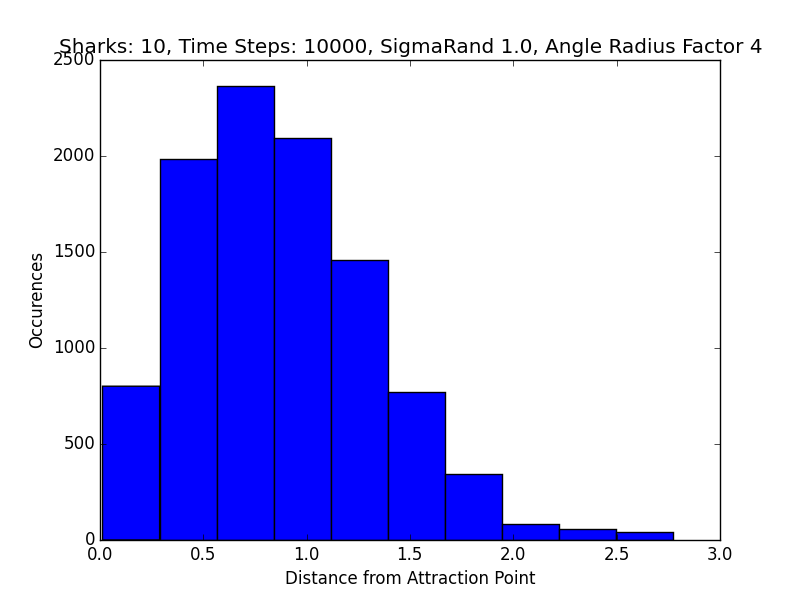 Sharks: 10, Time Steps: 10000, SigmaRand 1.0, Angle Radius Factor 4
2500
2000
1500
1000
500
0
Occurences
0.0 0.5 1.0 1.5 2.0 2.5 3.0
Distance from Attraction Point